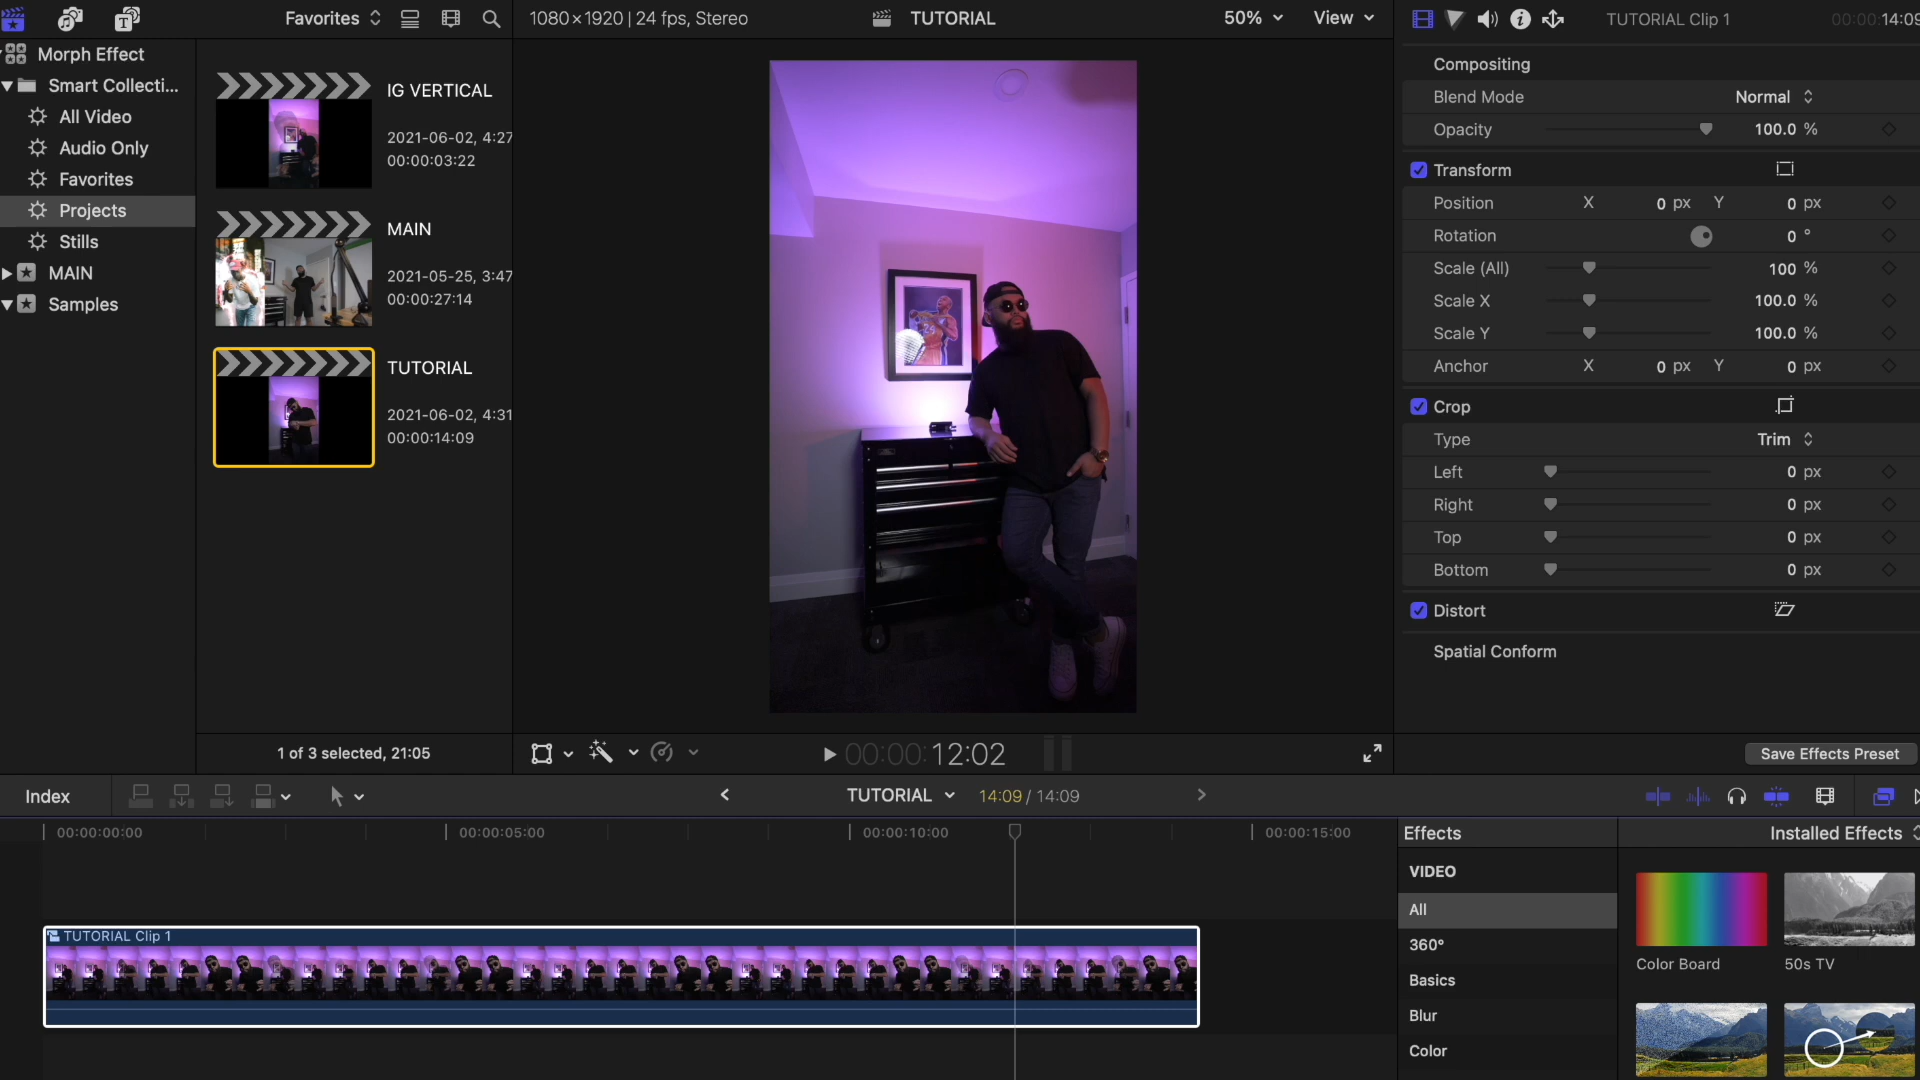 Favorites
1080×1920 | 24 fps, Stereo
TUTORIAL
50%
View
TUTORIAL Clip 1
00:00:14:09
Morph Effect
Smart Collecti...
All Video
Audio Only
Favorites
Projects
Stills
MAIN
Samples
IG VERTICAL
2021-06-02, 4:27
00:00:03:22
MAIN
2021-05-25, 3:47
00:00:27:14
TUTORIAL
2021-06-02, 4:31
00:00:14:09
1 of 3 selected, 21:05
00:00:12:02
Compositing
Blend Mode Normal
Opacity 100.0 %
Transform
Position X 0 px Y 0 px
Rotation 0 °
Scale (All) 100 %
Scale X 100.0 %
Scale Y 100.0 %
Anchor X 0 px Y 0 px
Crop
Type Trim
Left 0 px
Right 0 px
Top 0 px
Bottom 0 px
Distort
Spatial Conform
Save Effects Preset
Index
TUTORIAL
14:09 / 14:09
00:00:00:00
00:00:05:00
00:00:10:00
00:00:15:00
TUTORIAL Clip 1
Effects
Installed Effects
VIDEO
All
360°
Basics
Blur
Color
Color Board
50s TV